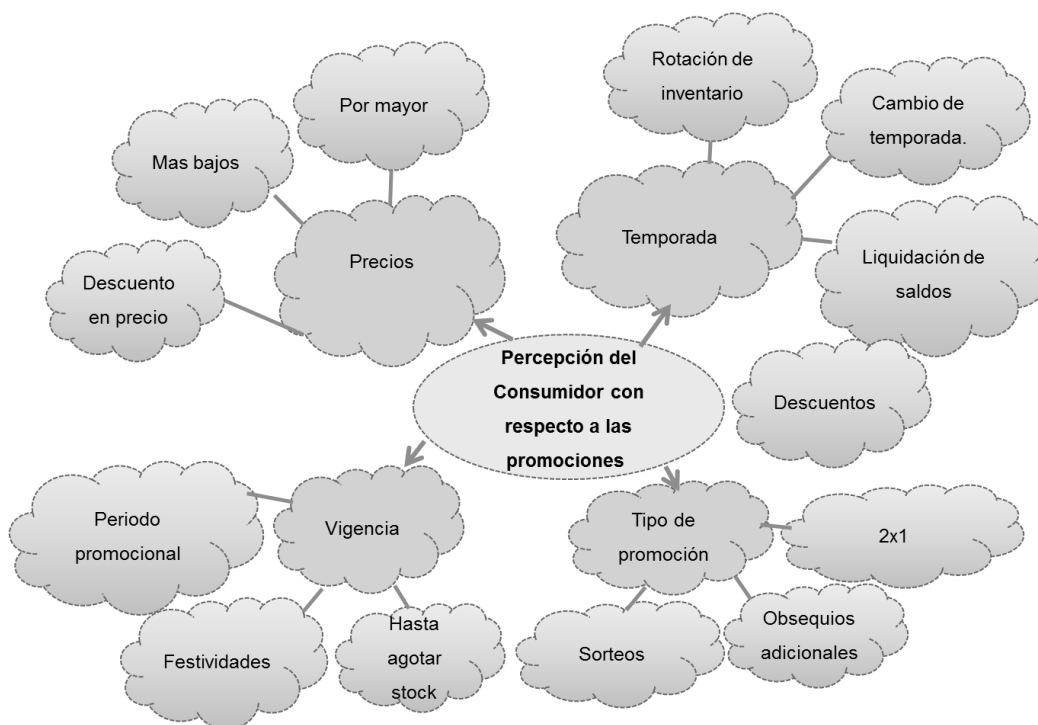 Por mayor
Mas bajos
Precios
Descuento
en precio
Rotación de
inventario
Cambio de
temporada.
Temporada
Liquidación de
saldos
Percepción del
Consumidor con
respecto a las
promociones
Descuentos
Periodo
promocional
Vigencia
Festividades
Hasta
agotar
stock
Tipo de
promoción
2x1
Sorteos
Obsequios
adicionales